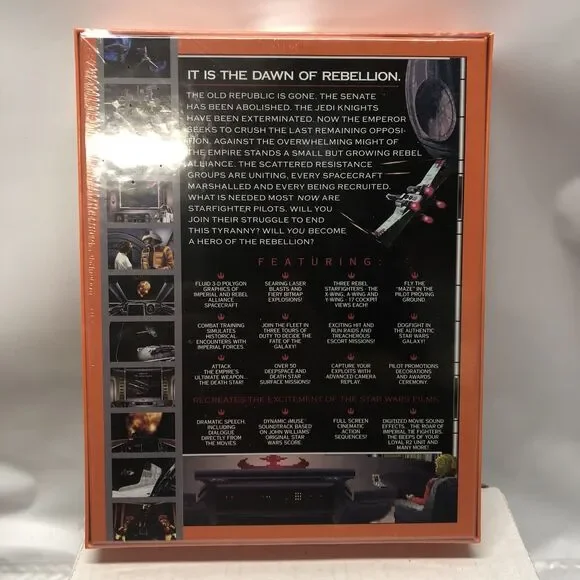 IT IS THE DAWN OF REBELLION.
THE OLD REPUBLIC IS GONE. THE SENATE
HAS BEEN ABOLISHED. THE JEDI KNIGHTS
HAVE BEEN EXTERMINATED. NOW THE EMPEROR
SEEKS TO CRUSH THE LAST REMAINING OPPOSI-
TION. AGAINST THE OVERWHELMING MIGHT OF
THE EMPIRE STANDS A SMALL BUT GROWING REBEL
ALLIANCE. THE SCATTERED RESISTANCE
GROUPS ARE UNITING, EVERY SPACECRAFT
MARSHALLED AND EVERY BEING RECRUITED.
WHAT IS NEEDED MOST NOW ARE
STARFIGHTER PILOTS. WILL YOU
JOIN THEIR STRUGGLE TO END
THIS TYRANNY? WILL YOU BECOME
A HERO OF THE REBELLION?
FEATURING:
FLUID 3-D POLYGON
GRAPHICS OF
IMPERIAL AND REBEL
ALLIANCE
SPACECRAFT
SEARING LASER
BLASTS AND
FIERY BITMAP
EXPLOSIONS!
THREE REBEL
STARFIGHTERS - THE
X-WING, A-WING AND
Y-WING - 17 COCKPIT
VIEWS EACH!
FLY THE
"MAZE" IN THE
PILOT PROVING
GROUND.
COMBAT TRAINING
SIMULATES
HISTORICAL
ENCOUNTERS WITH
IMPERIAL FORCES.
JOIN THE FLEET IN
THREE TOURS OF
DUTY TO DECIDE THE
FATE OF THE
GALAXY!
EXCITING HIT AND
RUN RAIDS AND
TREACHEROUS
ESCORT MISSIONS!
DOGFIGHT IN
THE AUTHENTIC
STAR WARS
GALAXY!
ATTACK
THE EMPIRE'S
ULTIMATE WEAPON...
THE DEATH STAR!
OVER 50
DEEPSPACE AND
DEATH STAR
SURFACE MISSIONS!
CAPTURE YOUR
EXPLOITS WITH
ADVANCED CAMERA
REPLAY.
PILOT PROMOTIONS
DECORATIONS
AND AWARDS
CEREMONY.
RECREATES THE EXCITEMENT OF THE STAR WARS FILMS
DRAMATIC SPEECH,
INCLUDING
DIALOGUE
DIRECTLY FROM
THE MOVIES.
DYNAMIC iMUSE
SOUNDTRACK BASED
ON JOHN WILLIAMS'
ORIGINAL STAR
WARS SCORE.
FULL SCREEN
CINEMATIC
ACTION
SEQUENCES!
DIGITIZED MOVIE SOUND
EFFECTS... THE ROAR OF
IMPERIAL TIE FIGHTERS,
THE BEEPS OF YOUR
LOYAL R2 UNIT AND
MANY MORE!